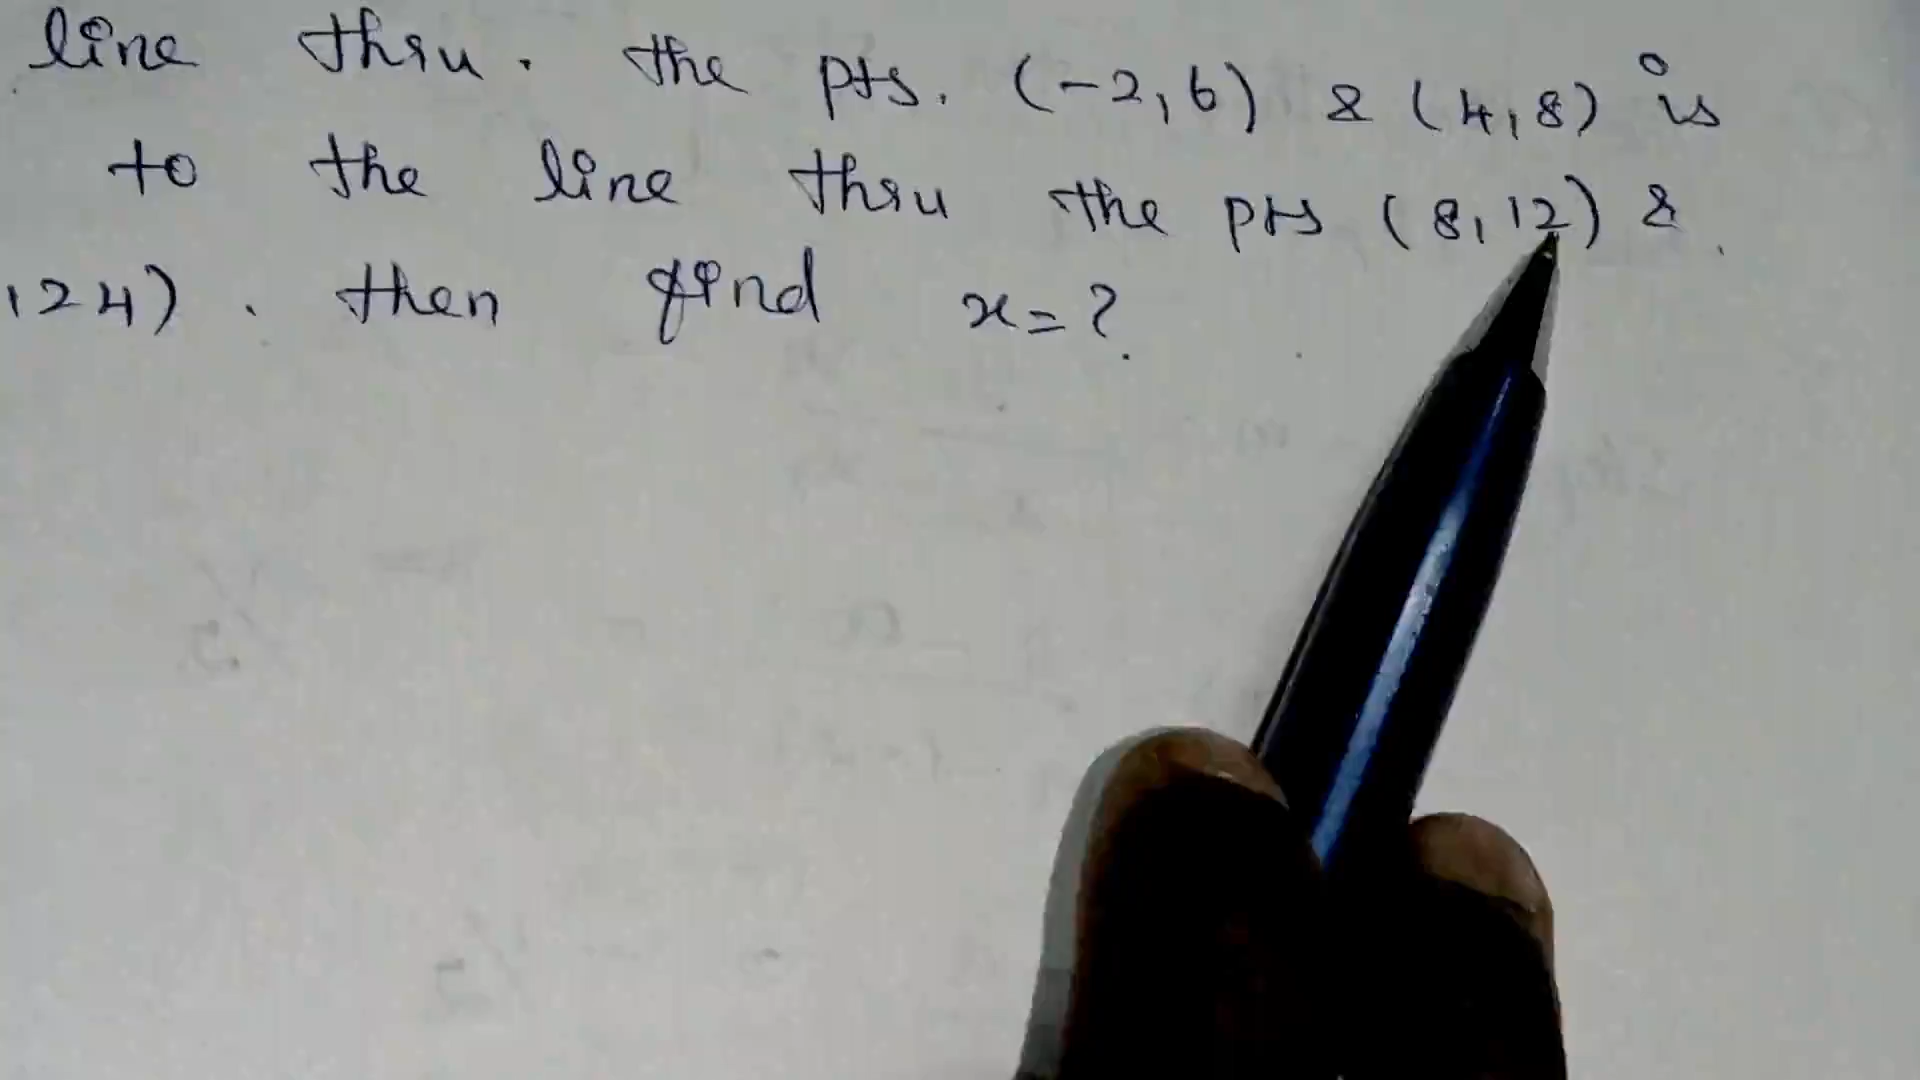 line thru. the pts. (-2,6) & (4,8) is
to the line thru the pts (8,12) &
,24). then find x=?